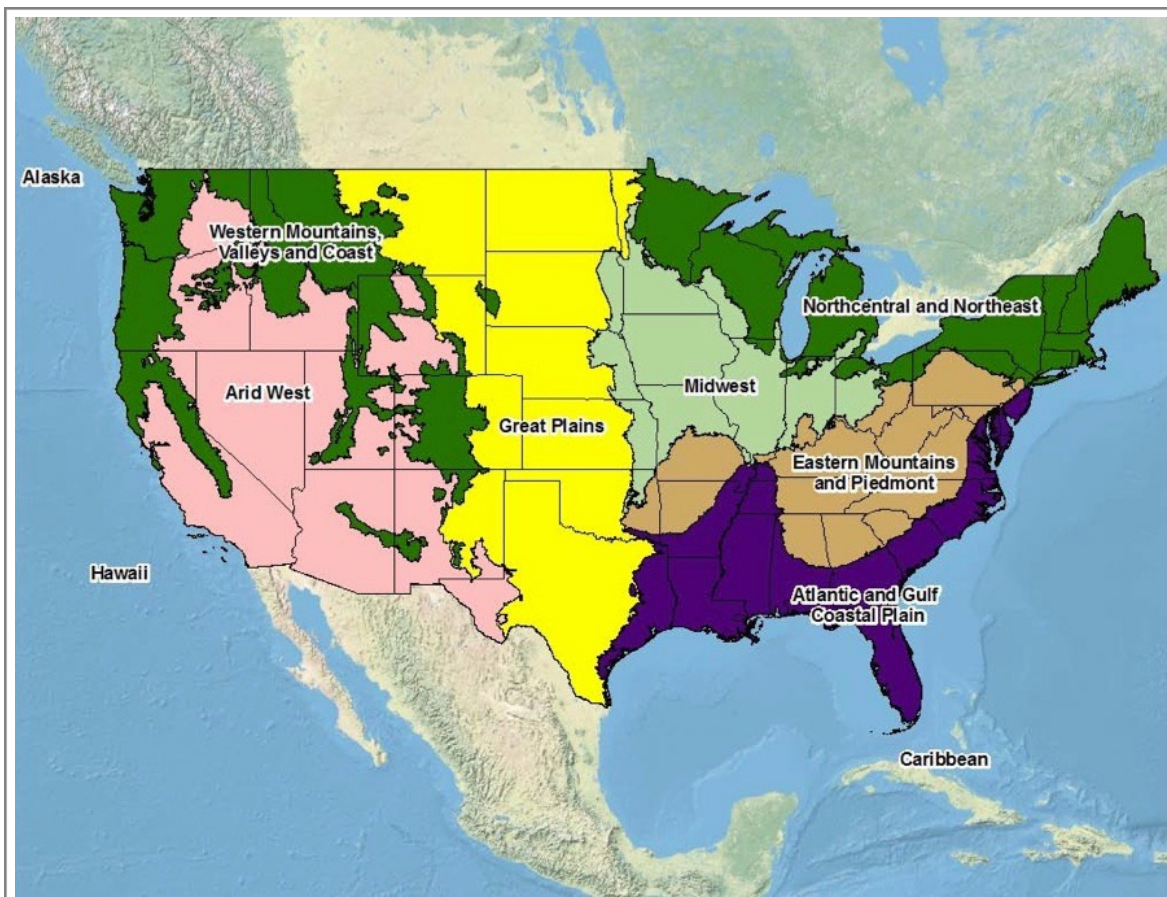 Alaska
Western Mountains,
Valleys and Coast
Northcentral and Northeast
Arid West
Midwest
Great Plains
Eastern Mountains
and Piedmont
Hawaii
Atlantic and Gulf
Coastal Plain
Caribbean